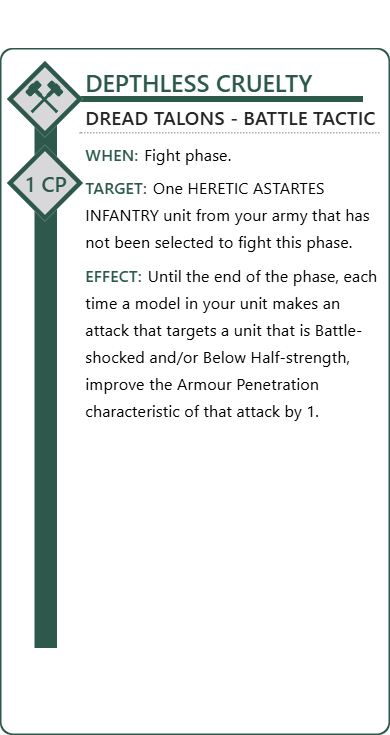 DEPTHLESS CRUELTY
DREAD TALONS - BATTLE TACTIC
1 CP
WHEN: Fight phase.
TARGET: One HERETIC ASTARTES
INFANTRY unit from your army that has
not been selected to fight this phase.
EFFECT: Until the end of the phase, each
time a model in your unit makes an
attack that targets a unit that is Battle-
shocked and/or Below Half-strength,
improve the Armour Penetration
characteristic of that attack by 1.